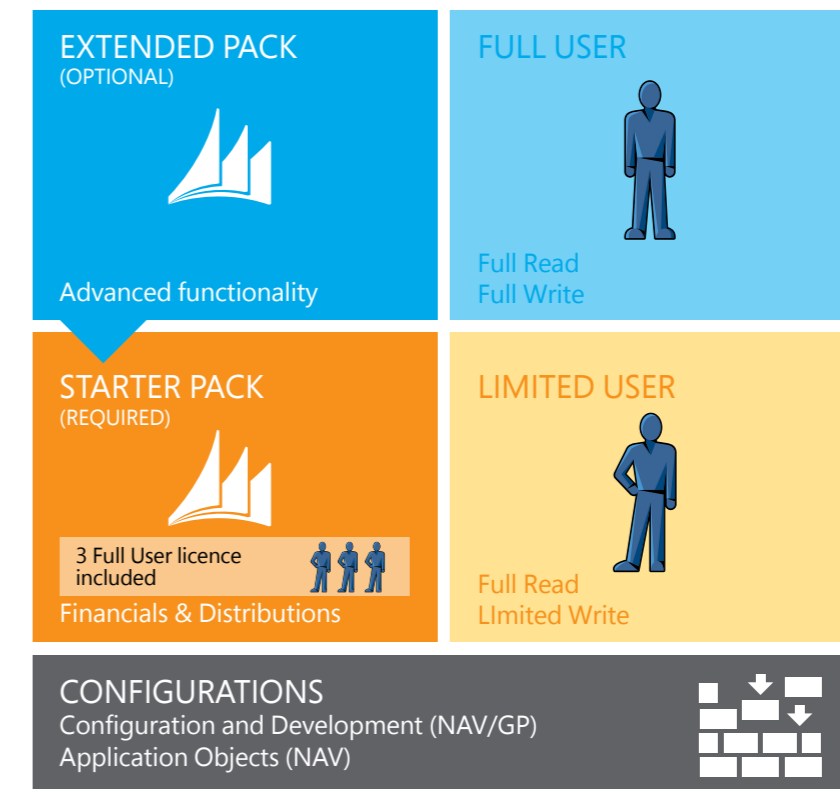 EXTENDED PACK
(OPTIONAL)
Advanced functionality
FULL USER
Full Read
Full Write
STARTER PACK
(REQUIRED)
3 Full User licence
included
Financials & Distributions
LIMITED USER
Full Read
LImited Write
CONFIGURATIONS
Configuration and Development (NAV/GP)
Application Objects (NAV)